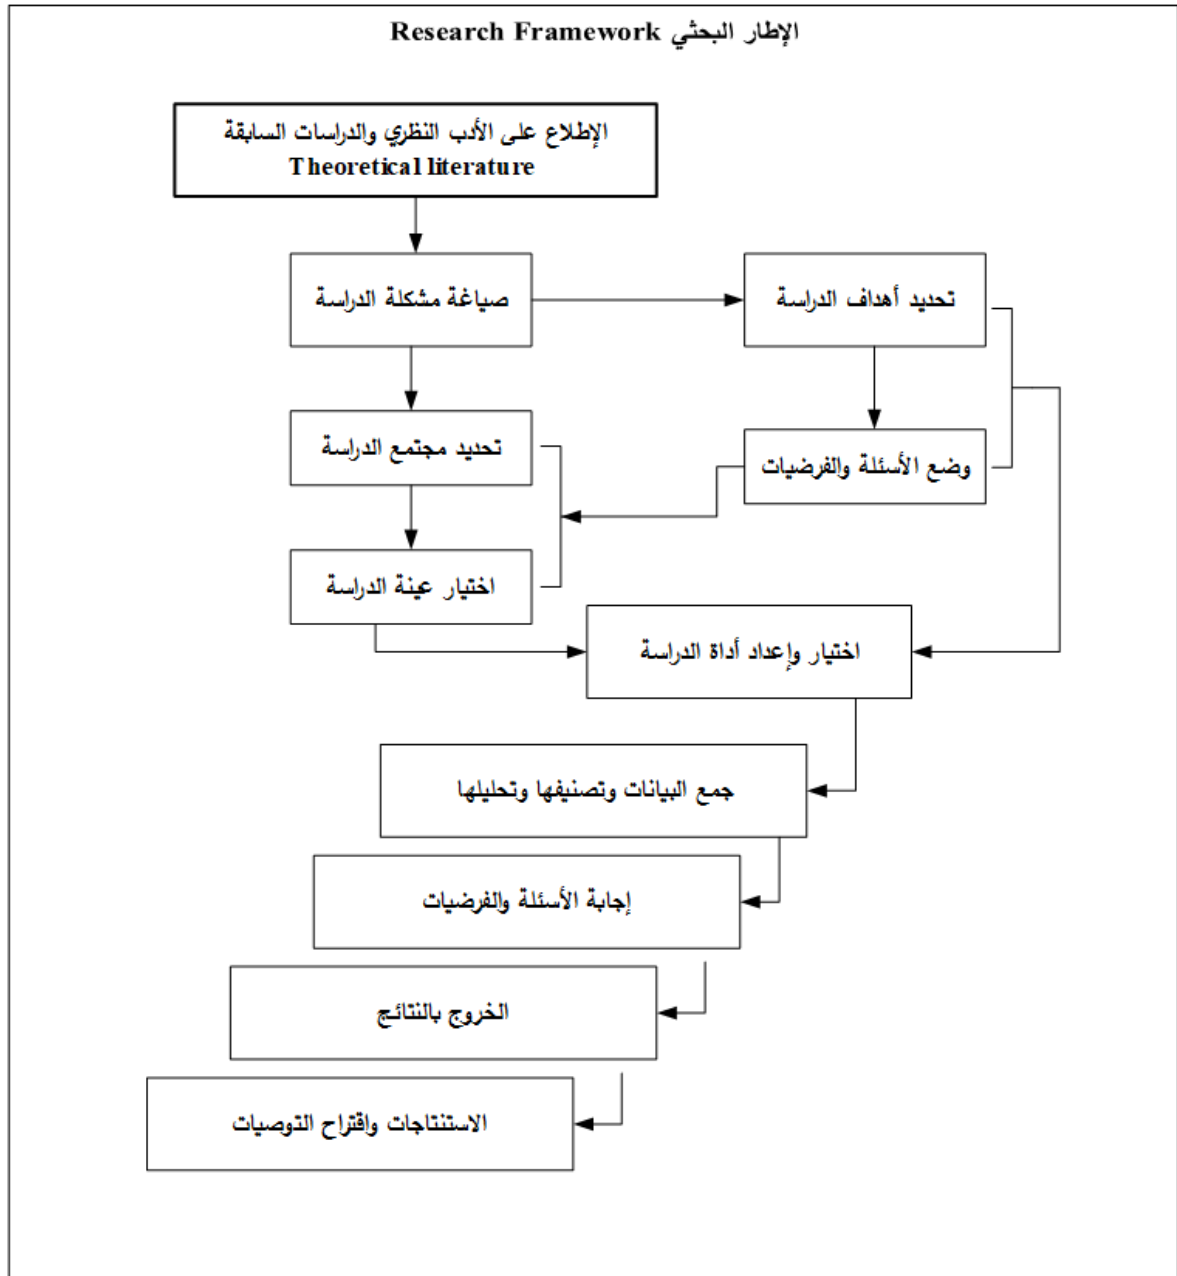 الإطار البحثي Research Framework
الإطلاع على الأدب النظري والدراسات السابقة
Theoretical literature
صياغة مشكلة الدراسة
تحديد أهداف الدراسة
تحديد مجتمع الدراسة
وضع الأسئلة والفرضيات
اختيار عينة الدراسة
اختيار وإعداد أداة الدراسة
جمع البيانات وتصنيفها وتحليلها
إجابة الأسئلة والفرضيات
الخروج بالنتائج
الاستنتاجات واقتراح التوصيات